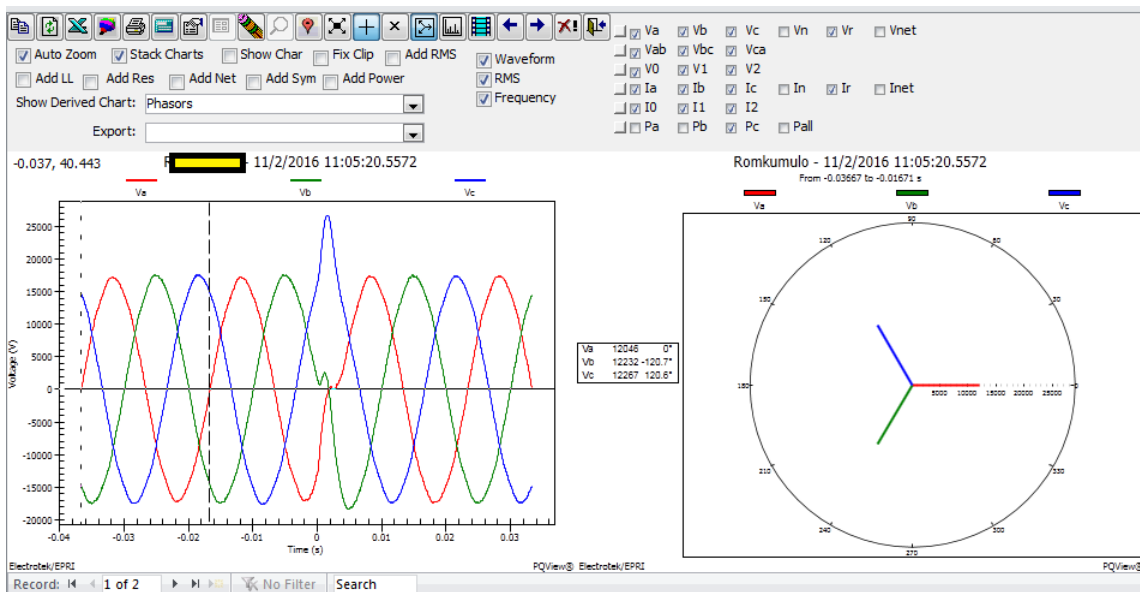 Va Vb Vc Vn Vr Vnet
Auto Zoom Stack Charts Show Char Fix Clip Add RMS Waveform
Vab Vbc Vca
Add LL Add Res Add Net Add Sym Add Power RMS
V0 V1 V2
Show Derived Chart: Phasors Frequency
Ia Ib Ic In Ir Inet
I0 I1 I2
Export:
Pa Pb Pc Pall
-0.037, 40.443
R - 11/2/2016 11:05:20.5572
Va Vb Vc
25000
20000
15000
10000
5000
0
-5000
-10000
-15000
-20000
Voltage (V)
-0.04 -0.03 -0.02 -0.01 0.00 0.01 0.02 0.03
Time (s)
Electrotek/EPRI PQView®
Romkumulo - 11/2/2016 11:05:20.5572
From -0.03667 to -0.01671 s
Va Vb Vc
Va 12046 0°
Vb 12232 -120.7°
Vc 12267 120.6°
90
120
150
180
210
240
270
300
330
0
30
60
5000 10000 15000 20000 25000
Electrotek/EPRI PQView®
Record: 1 of 2 No Filter Search